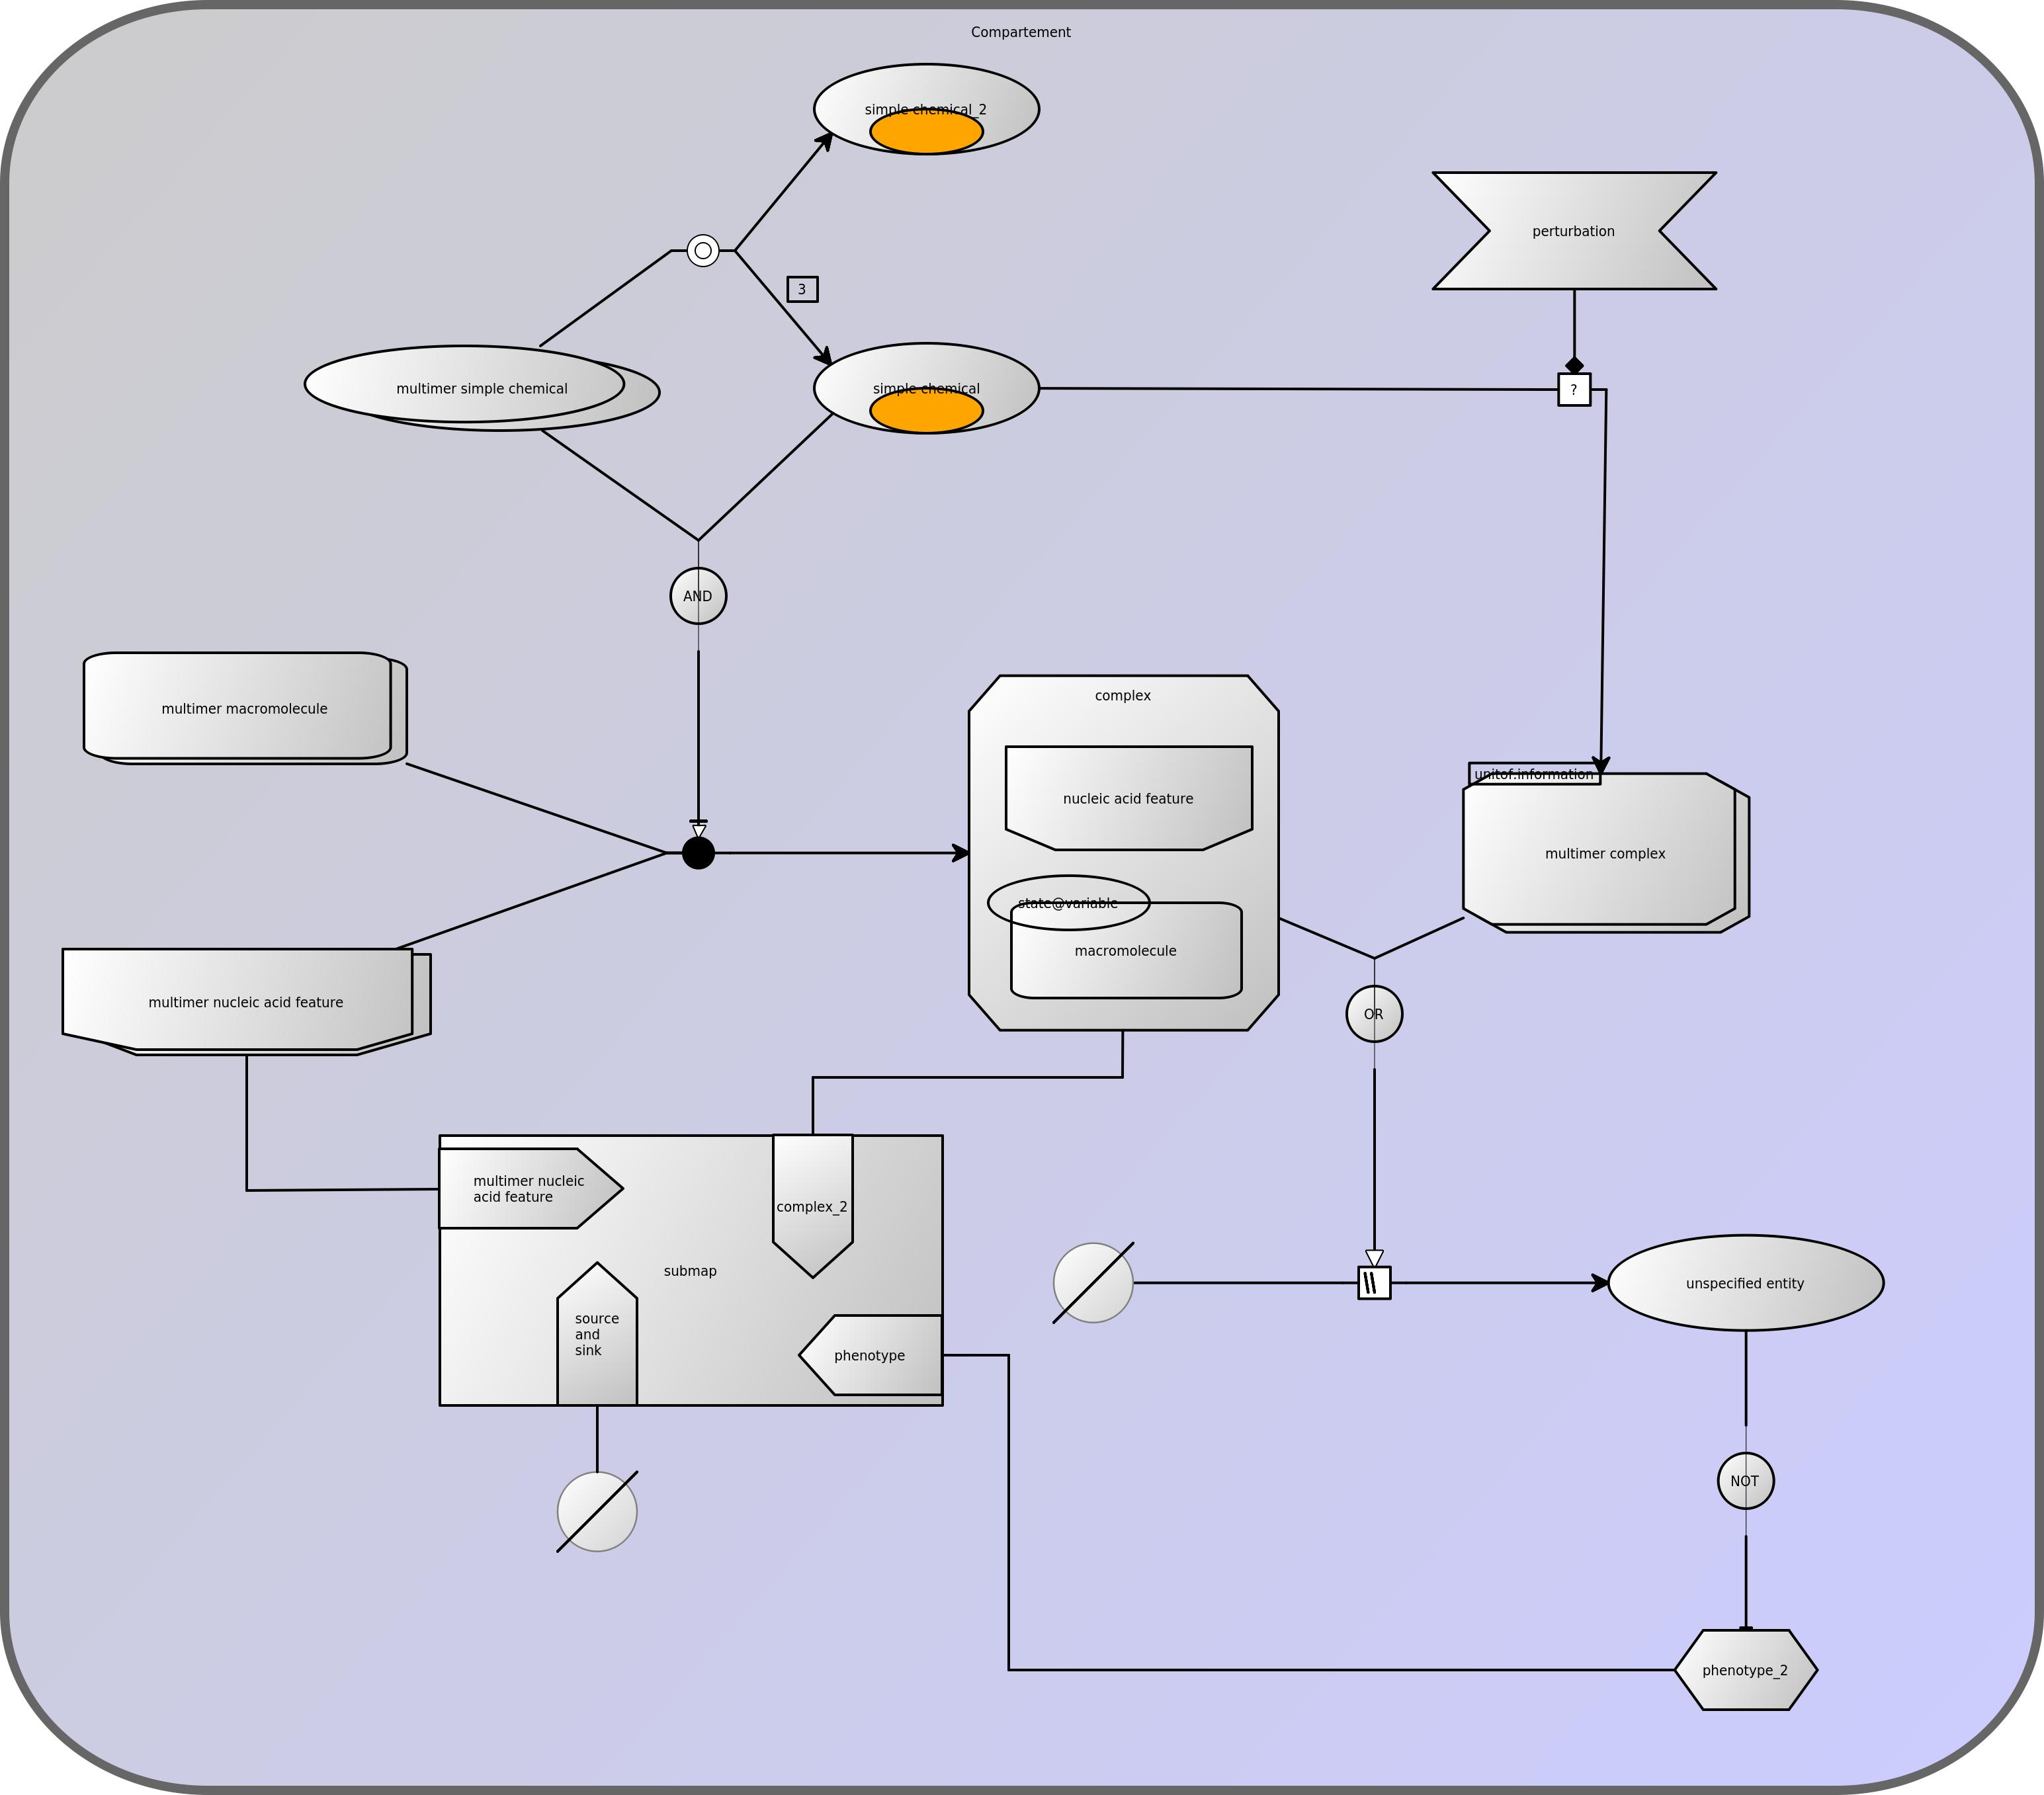 Compartement
simple chemical_2
perturbation
3
multimer simple chemical
simple chemical
?
AND
multimer macromolecule
complex
unitof:information
nucleic acid feature
multimer complex
state@variable
macromolecule
multimer nucleic acid feature
OR
multimer nucleic
acid feature
complex_2
submap
unspecified entity
source
and
sink
phenotype
NOT
phenotype_2